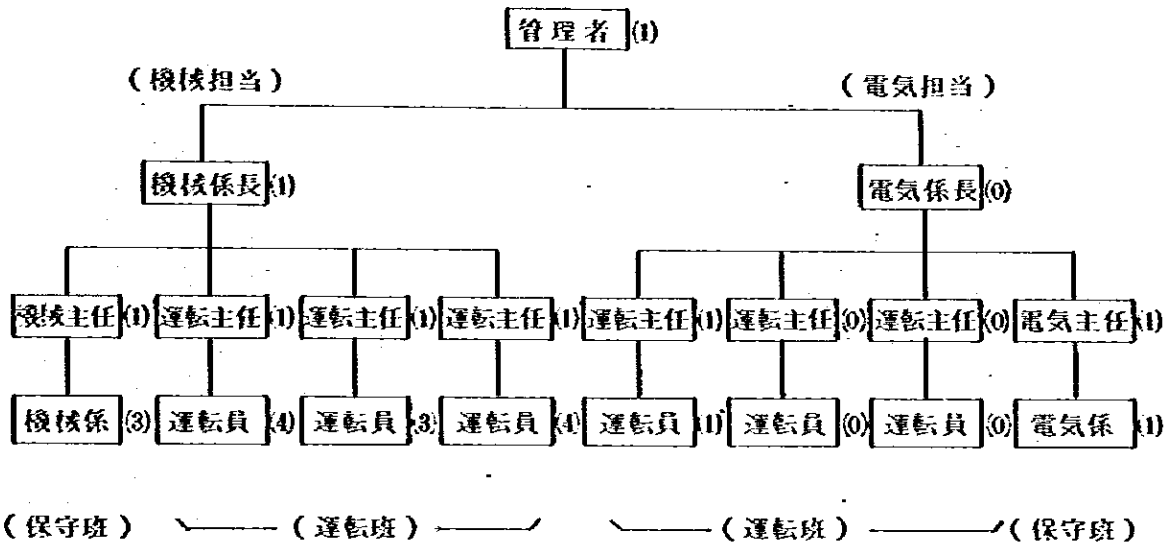 管理者 (1)
(機械担当) (電気担当)
機械係長 (1) 電気係長 (0)
機械主任 (1) 運転主任 (1) 運転主任 (1) 運転主任 (1) 運転主任 (1) 運転主任 (0) 運転主任 (0) 電気主任 (1)
機械係 (3) 運転員 (4) 運転員 (3) 運転員 (4) 運転員 (1) 運転員 (0) 運転員 (0) 電気係 (1)
(保守班) (運転班) (運転班) (保守班)